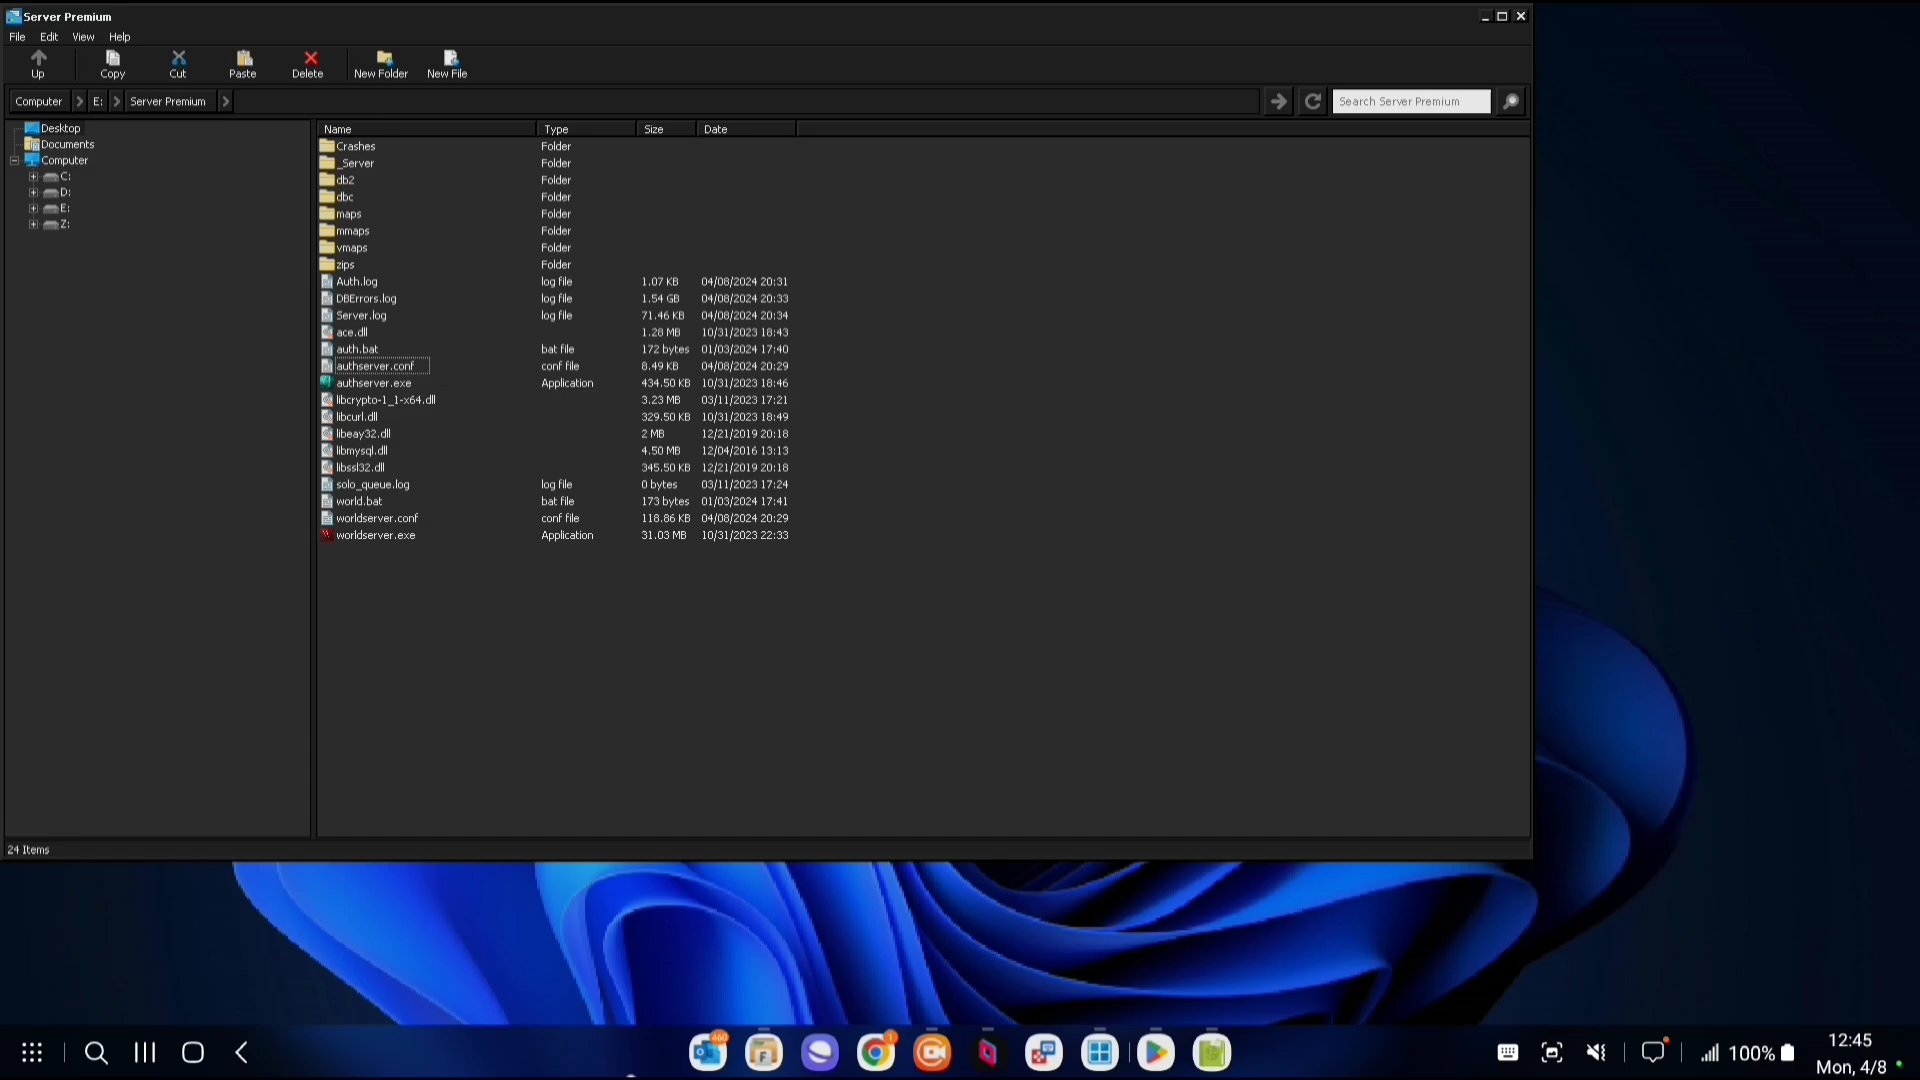 Server Premium
File Edit View Help
Up Copy Cut Paste Delete New Folder New File
Computer E: Server Premium Search Server Premium
Desktop
Documents
Computer
C:
D:
E:
Z:
Name Type Size Date
Crashes Folder
_Server Folder
db2 Folder
dbc Folder
maps Folder
mmaps Folder
vmaps Folder
zips Folder
Auth.log log file 1.07 KB 04/08/2024 20:31
DBErrors.log log file 1.54 GB 04/08/2024 20:33
Server.log log file 71.46 KB 04/08/2024 20:34
ace.dll 1.28 MB 10/31/2023 18:43
auth.bat bat file 172 bytes 01/03/2024 17:40
authserver.conf conf file 8.49 KB 04/08/2024 20:29
authserver.exe Application 434.50 KB 10/31/2023 18:46
libcrypto-1_1-x64.dll 3.23 MB 03/11/2023 17:21
libcurl.dll 329.50 KB 10/31/2023 18:49
libeay32.dll 2 MB 12/21/2019 20:18
libmysql.dll 4.50 MB 12/04/2016 13:13
libssl32.dll 345.50 KB 12/21/2019 20:18
solo_queue.log log file 0 bytes 03/11/2023 17:24
world.bat bat file 173 bytes 01/03/2024 17:41
worldserver.conf conf file 118.86 KB 04/08/2024 20:29
worldserver.exe Application 31.03 MB 10/31/2023 22:33
24 Items
460
1
F
100%
12:45
Mon, 4/8